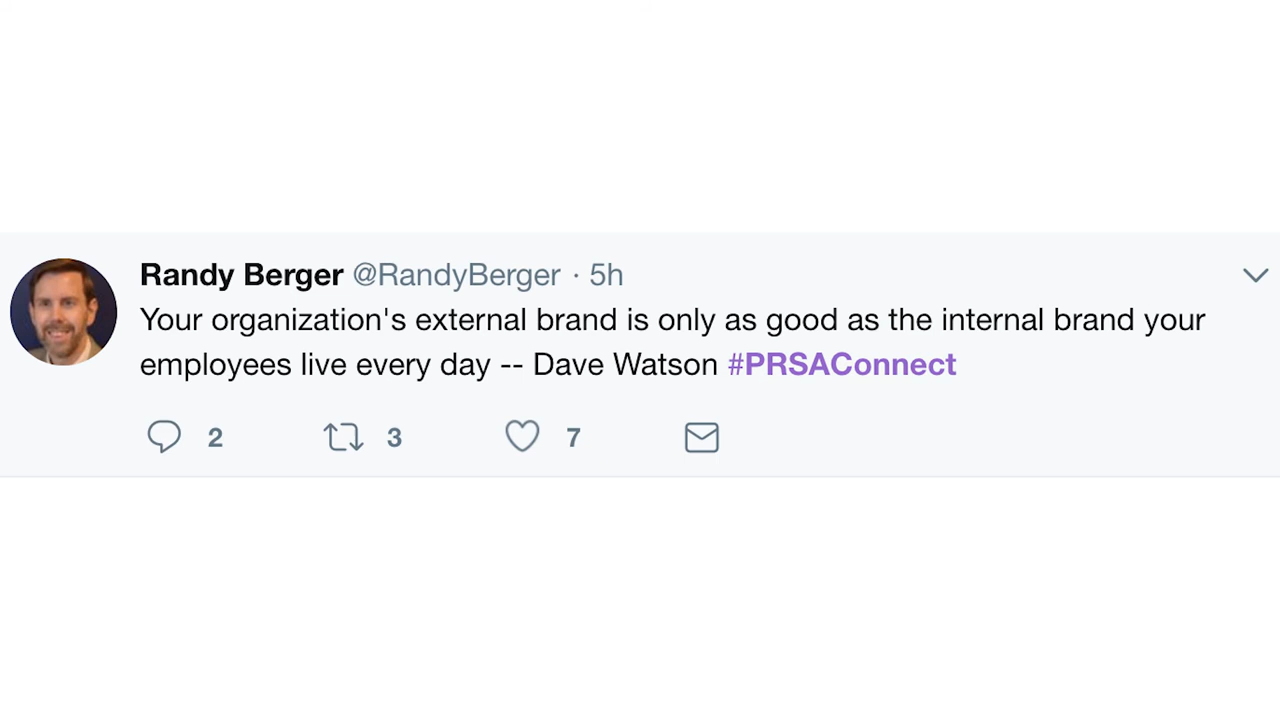 Randy Berger @RandyBerger · 5h
Your organization's external brand is only as good as the internal brand your
employees live every day -- Dave Watson #PRSAConnect
2 3 7